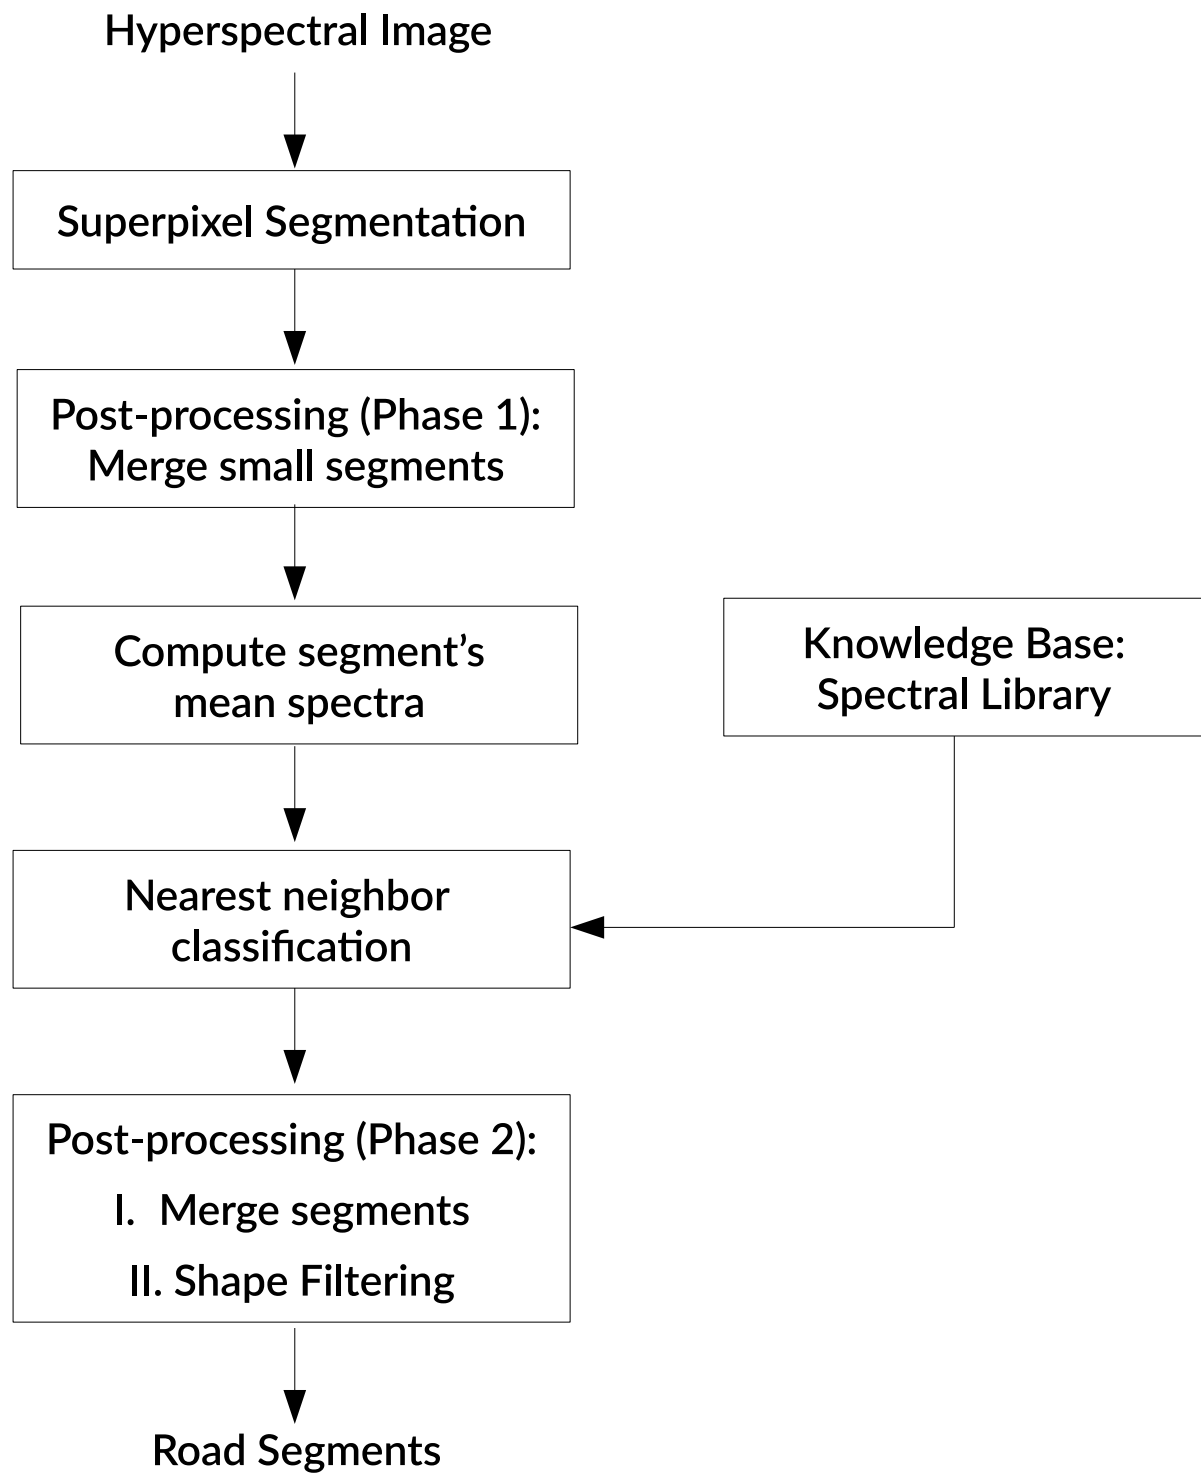 Hyperspectral Image
Superpixel Segmentation
Post-processing (Phase 1):
Merge small segments
Compute segment’s
mean spectra
Knowledge Base:
Spectral Library
Nearest neighbor
classification
Post-processing (Phase 2):
I. Merge segments
II. Shape Filtering
Road Segments